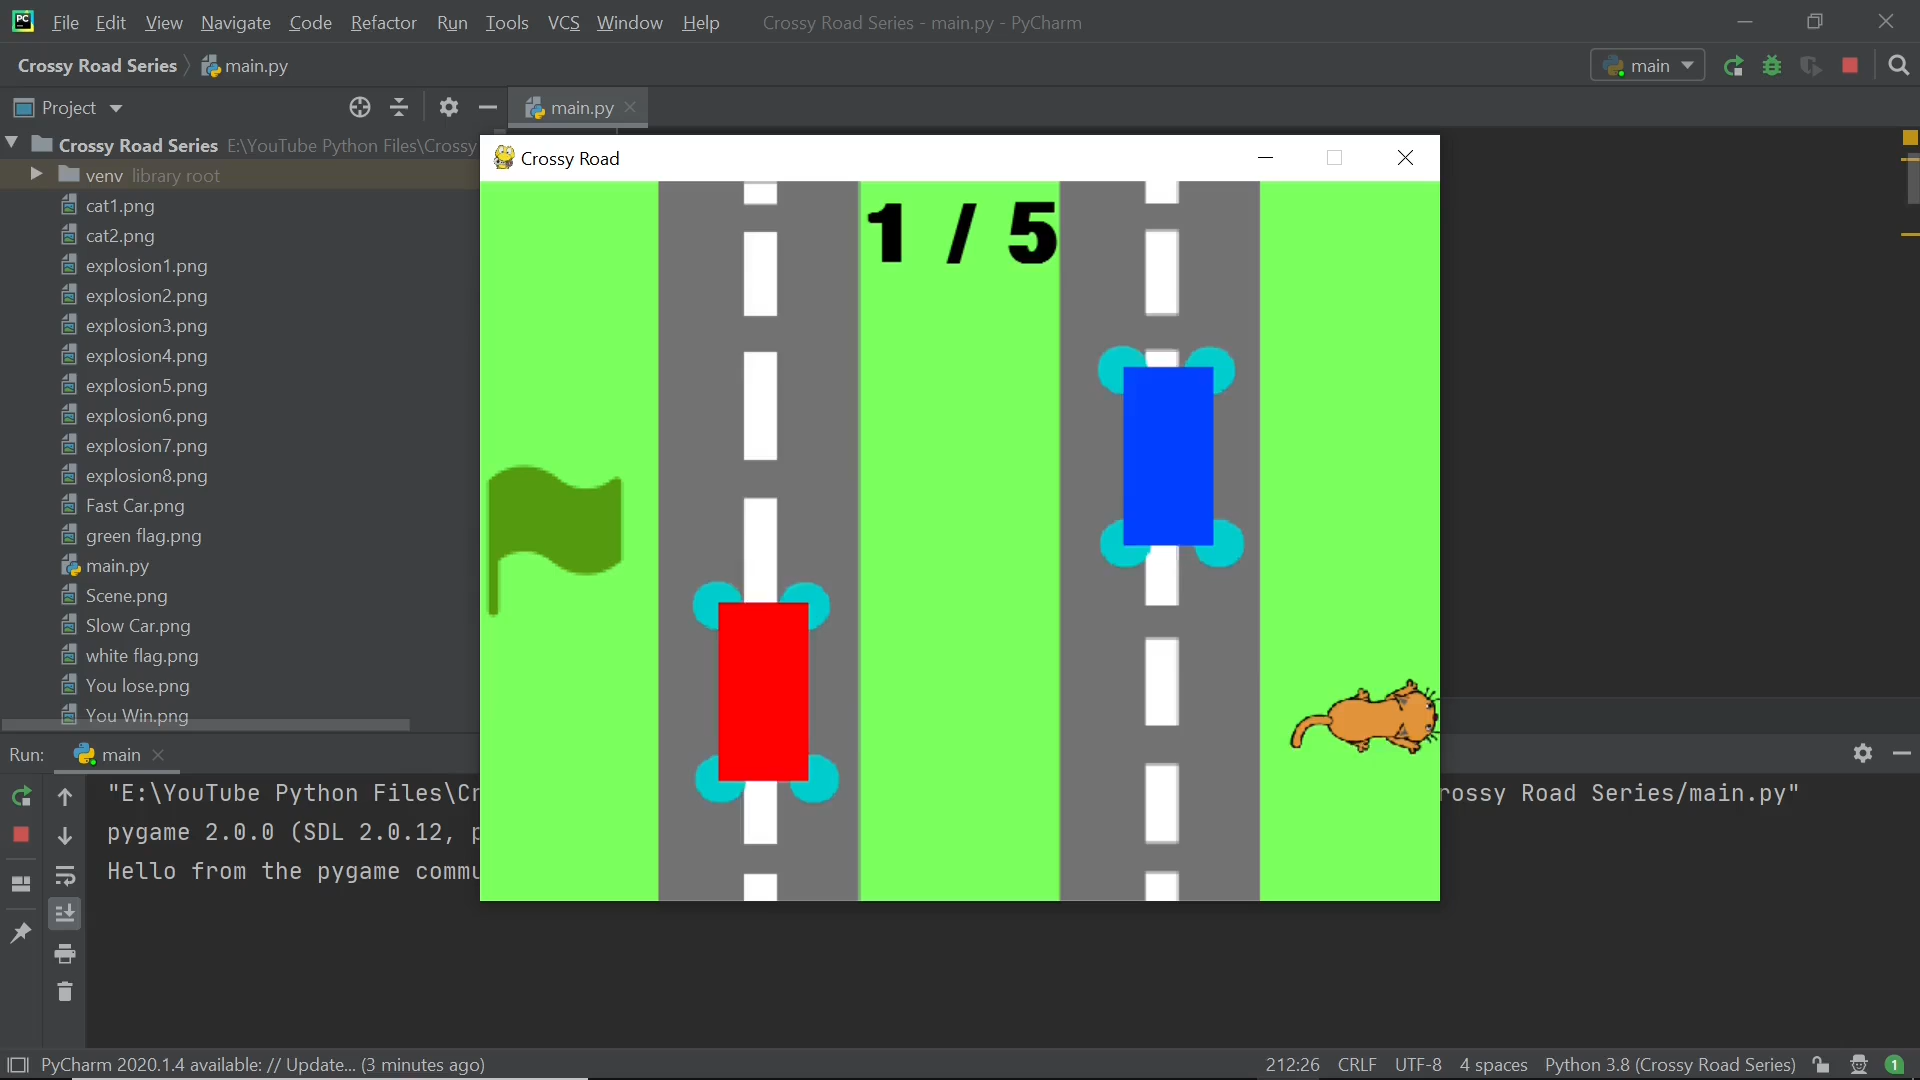 PC File Edit View Navigate Code Refactor Run Tools VCS Window Help Crossy Road Series - main.py - PyCharm
Crossy Road Series main.py main
Project main.py
Crossy Road Series E:\YouTube Python Files\Crossy
venv library root
cat1.png
cat2.png
explosion1.png
explosion2.png
explosion3.png
explosion4.png
explosion5.png
explosion6.png
explosion7.png
explosion8.png
Fast Car.png
green flag.png
main.py
Scene.png
Slow Car.png
white flag.png
You lose.png
You Win.png
Crossy Road
1 / 5
Run: main
"E:\YouTube Python Files\Cr rossy Road Series/main.py"
pygame 2.0.0 (SDL 2.0.12, p
Hello from the pygame commu
PyCharm 2020.1.4 available: // Update... (3 minutes ago) 212:26 CRLF UTF-8 4 spaces Python 3.8 (Crossy Road Series) 1